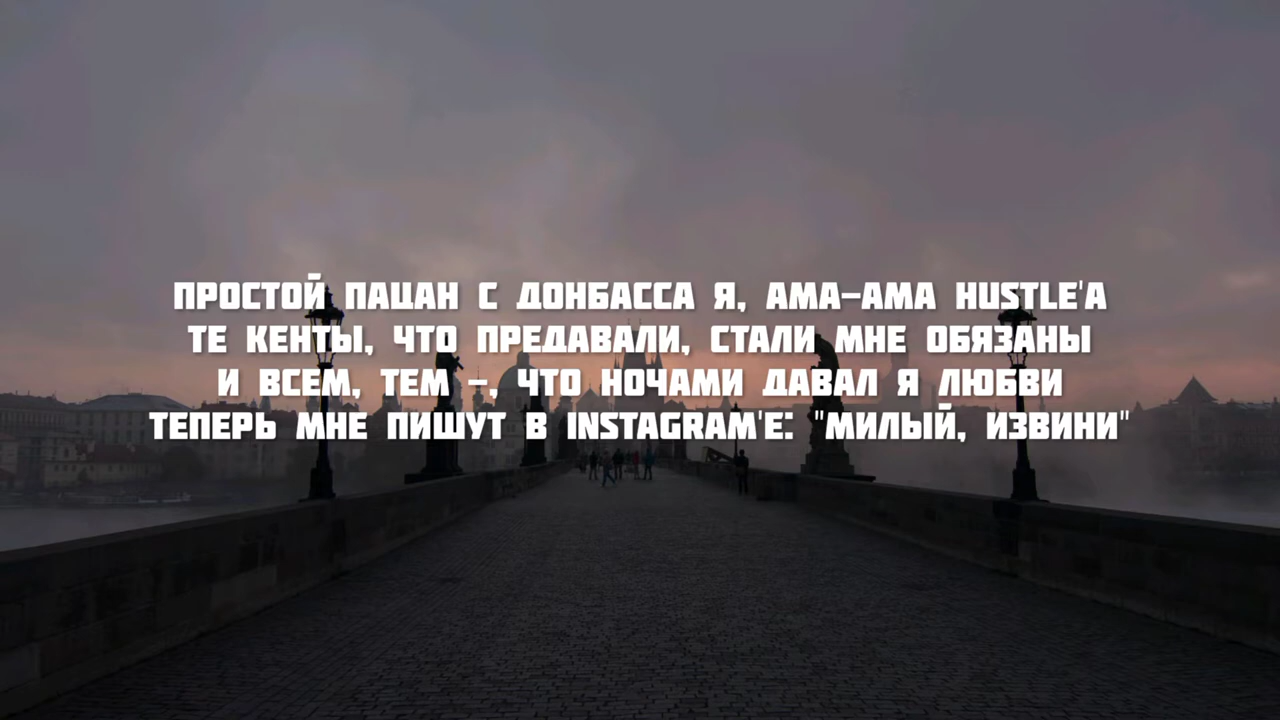 ПРОСТОЙ ПАЦАН С ДОНБАССА Я, АМА-АМА HUSTLE'А
ТЕ КЕНТЫ, ЧТО ПРЕДАВАЛИ, СТАЛИ МНЕ ОБЯЗАНЫ
И ВСЕМ, ТЕМ -, ЧТО НОЧАМИ ДАВАЛ Я ЛЮБВИ
ТЕПЕРЬ МНЕ ПИШУТ В INSTAGRAM'Е: "МИЛЫЙ, ИЗВИНИ"